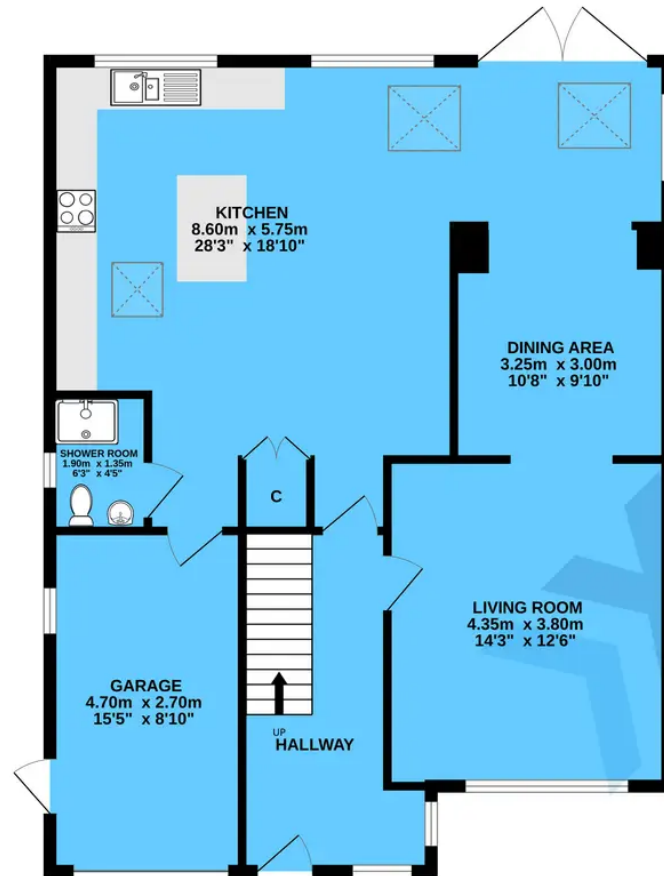 KITCHEN
8.60m x 5.75m
28'3" x 18'10"
DINING AREA
3.25m x 3.00m
10'8" x 9'10"
SHOWER ROOM
1.90m x 1.35m
6'3" x 4'5"
C
LIVING ROOM
4.35m x 3.80m
14'3" x 12'6"
GARAGE
4.70m x 2.70m
15'5" x 8'10"
UP
HALLWAY